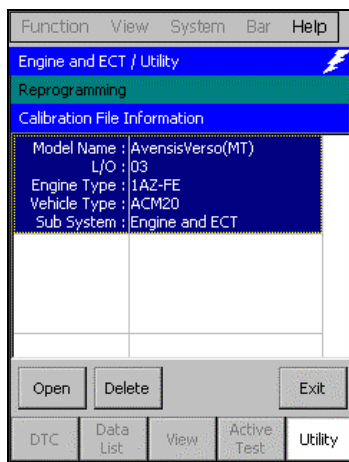 Function View System Bar Help
Engine and ECT / Utility
Reprogramming
Calibration File Information
Model Name : AvensisVerso(MT)
L/O : 03
Engine Type : 1AZ-FE
Vehicle Type : ACM20
Sub System : Engine and ECT
Open Delete Exit
DTC Data List View Active Test Utility